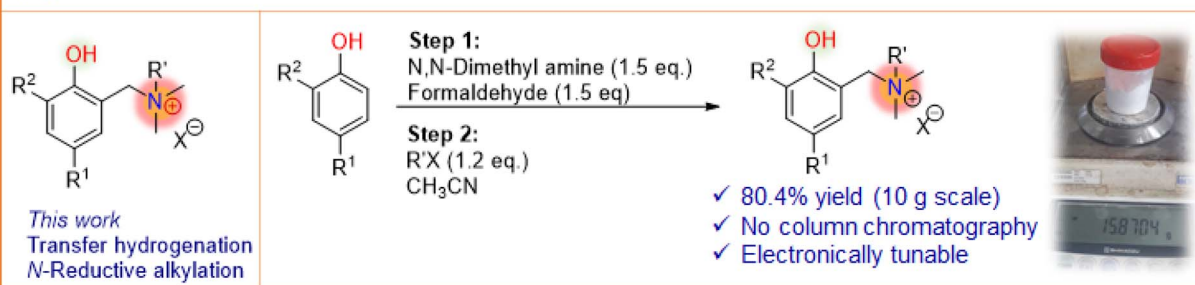 OH
R²
R'
N⊕
X⊖
R¹
This work
Transfer hydrogenation
N-Reductive alkylation
OH
R²
R¹
Step 1:
N,N-Dimethyl amine (1.5 eq.)
Formaldehyde (1.5 eq)
Step 2:
R'X (1.2 eq.)
CH₃CN
OH
R²
R'
N⊕
X⊖
R¹
✓ 80.4% yield (10 g scale)
✓ No column chromatography
✓ Electronically tunable